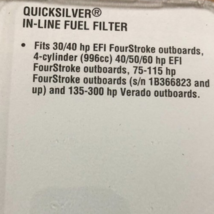 QUICKSILVER®
IN-LINE FUEL FILTER
• Fits 30/40 hp EFI FourStroke outboards,
4-cylinder (996cc) 40/50/60 hp EFI
FourStroke outboards, 75-115 hp
FourStroke outboards (s/n 1B366823 and
up) and 135-300 hp Verado outboards.